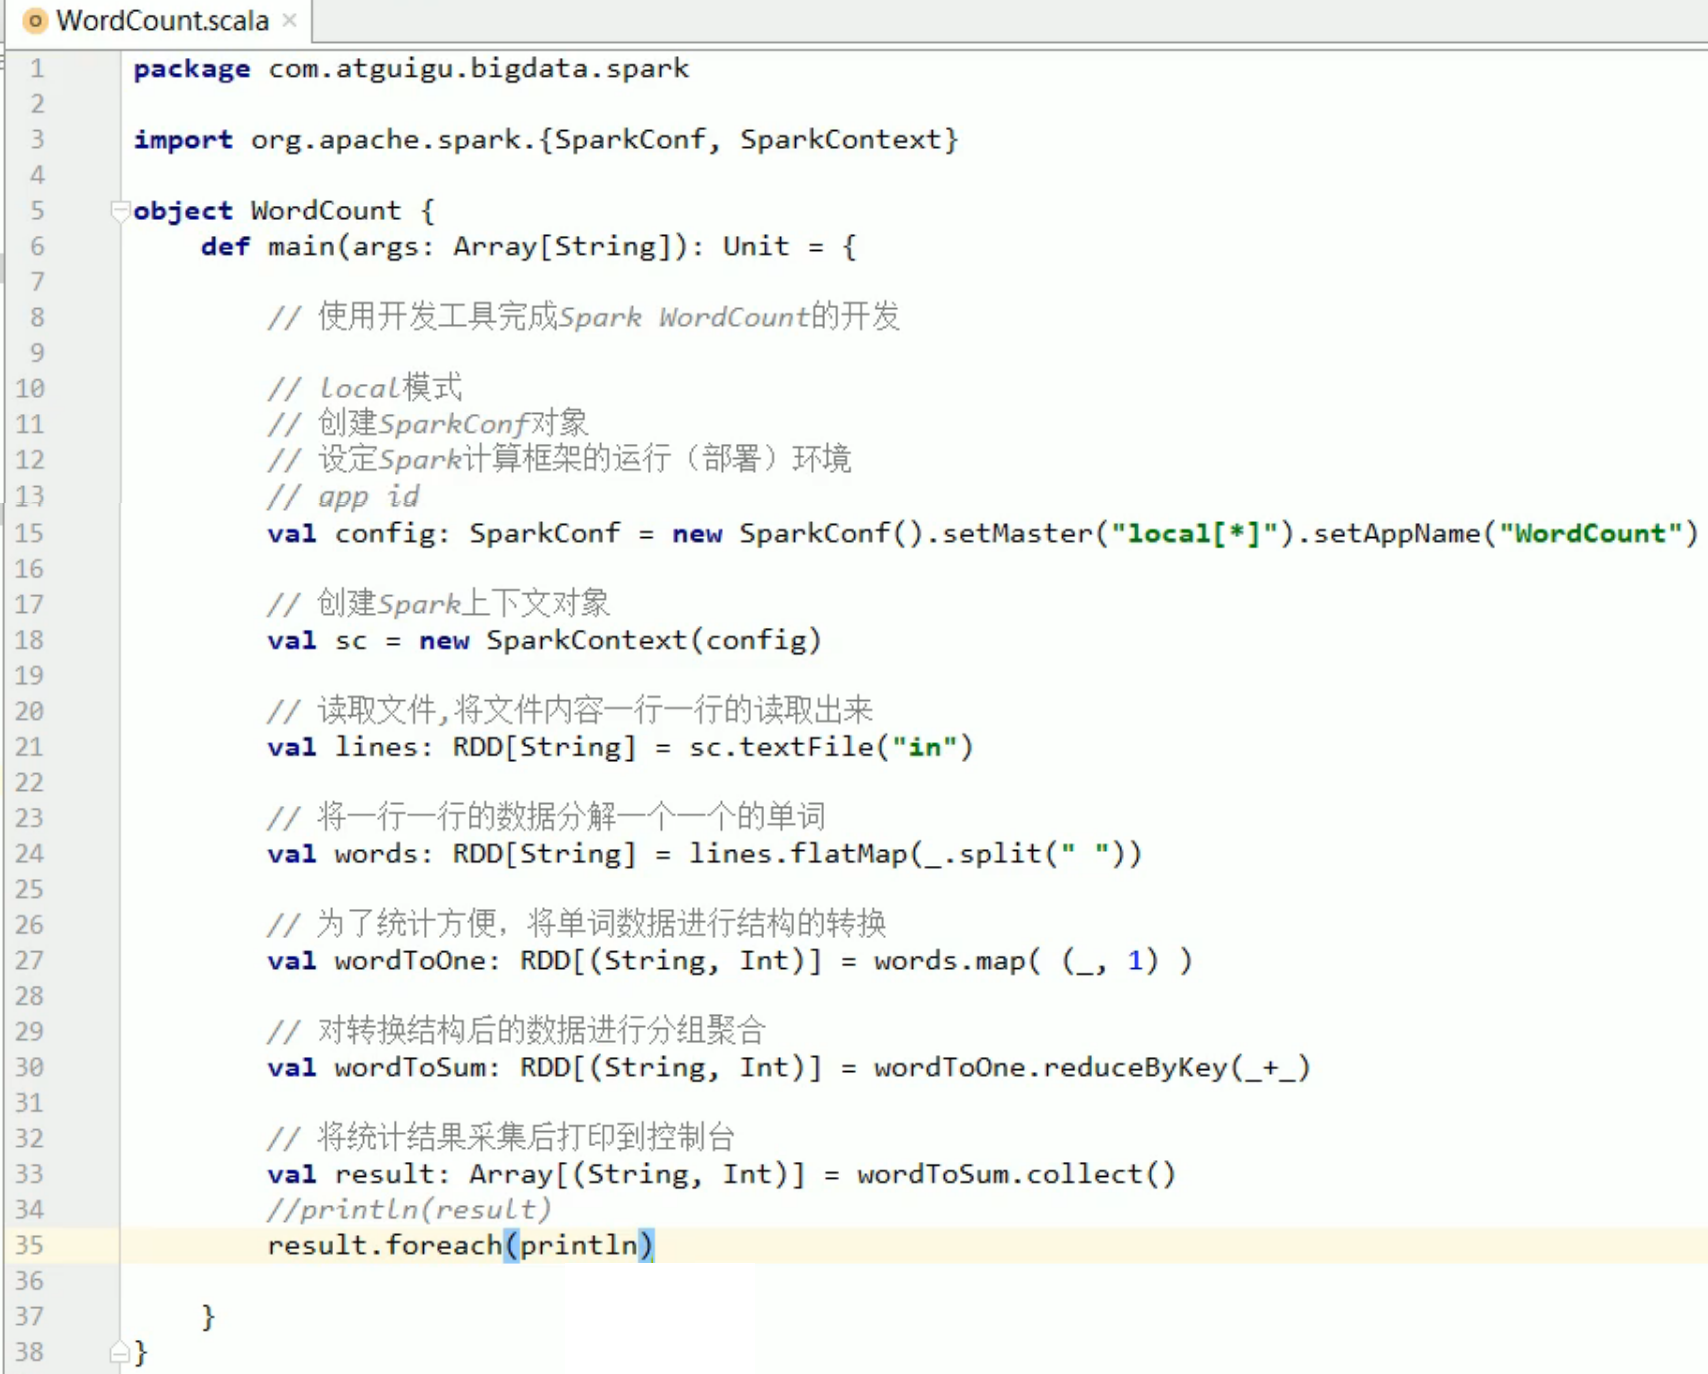 WordCount.scala
1 package com.atguigu.bigdata.spark
2
3 import org.apache.spark.{SparkConf, SparkContext}
4
5 object WordCount {
6 def main(args: Array[String]): Unit = {
7
8 // 使用开发工具完成Spark WordCount的开发
9
10 // local模式
11 // 创建SparkConf对象
12 // 设定Spark计算框架的运行（部署）环境
13 // app id
15 val config: SparkConf = new SparkConf().setMaster("local[*]").setAppName("WordCount")
16
17 // 创建Spark上下文对象
18 val sc = new SparkContext(config)
19
20 // 读取文件,将文件内容一行一行的读取出来
21 val lines: RDD[String] = sc.textFile("in")
22
23 // 将一行一行的数据分解一个一个的单词
24 val words: RDD[String] = lines.flatMap(_.split(" "))
25
26 // 为了统计方便，将单词数据进行结构的转换
27 val wordToOne: RDD[(String, Int)] = words.map( (_, 1) )
28
29 // 对转换结构后的数据进行分组聚合
30 val wordToSum: RDD[(String, Int)] = wordToOne.reduceByKey(_+_)
31
32 // 将统计结果采集后打印到控制台
33 val result: Array[(String, Int)] = wordToSum.collect()
34 //println(result)
35 result.foreach(println)
36
37 }
38 }